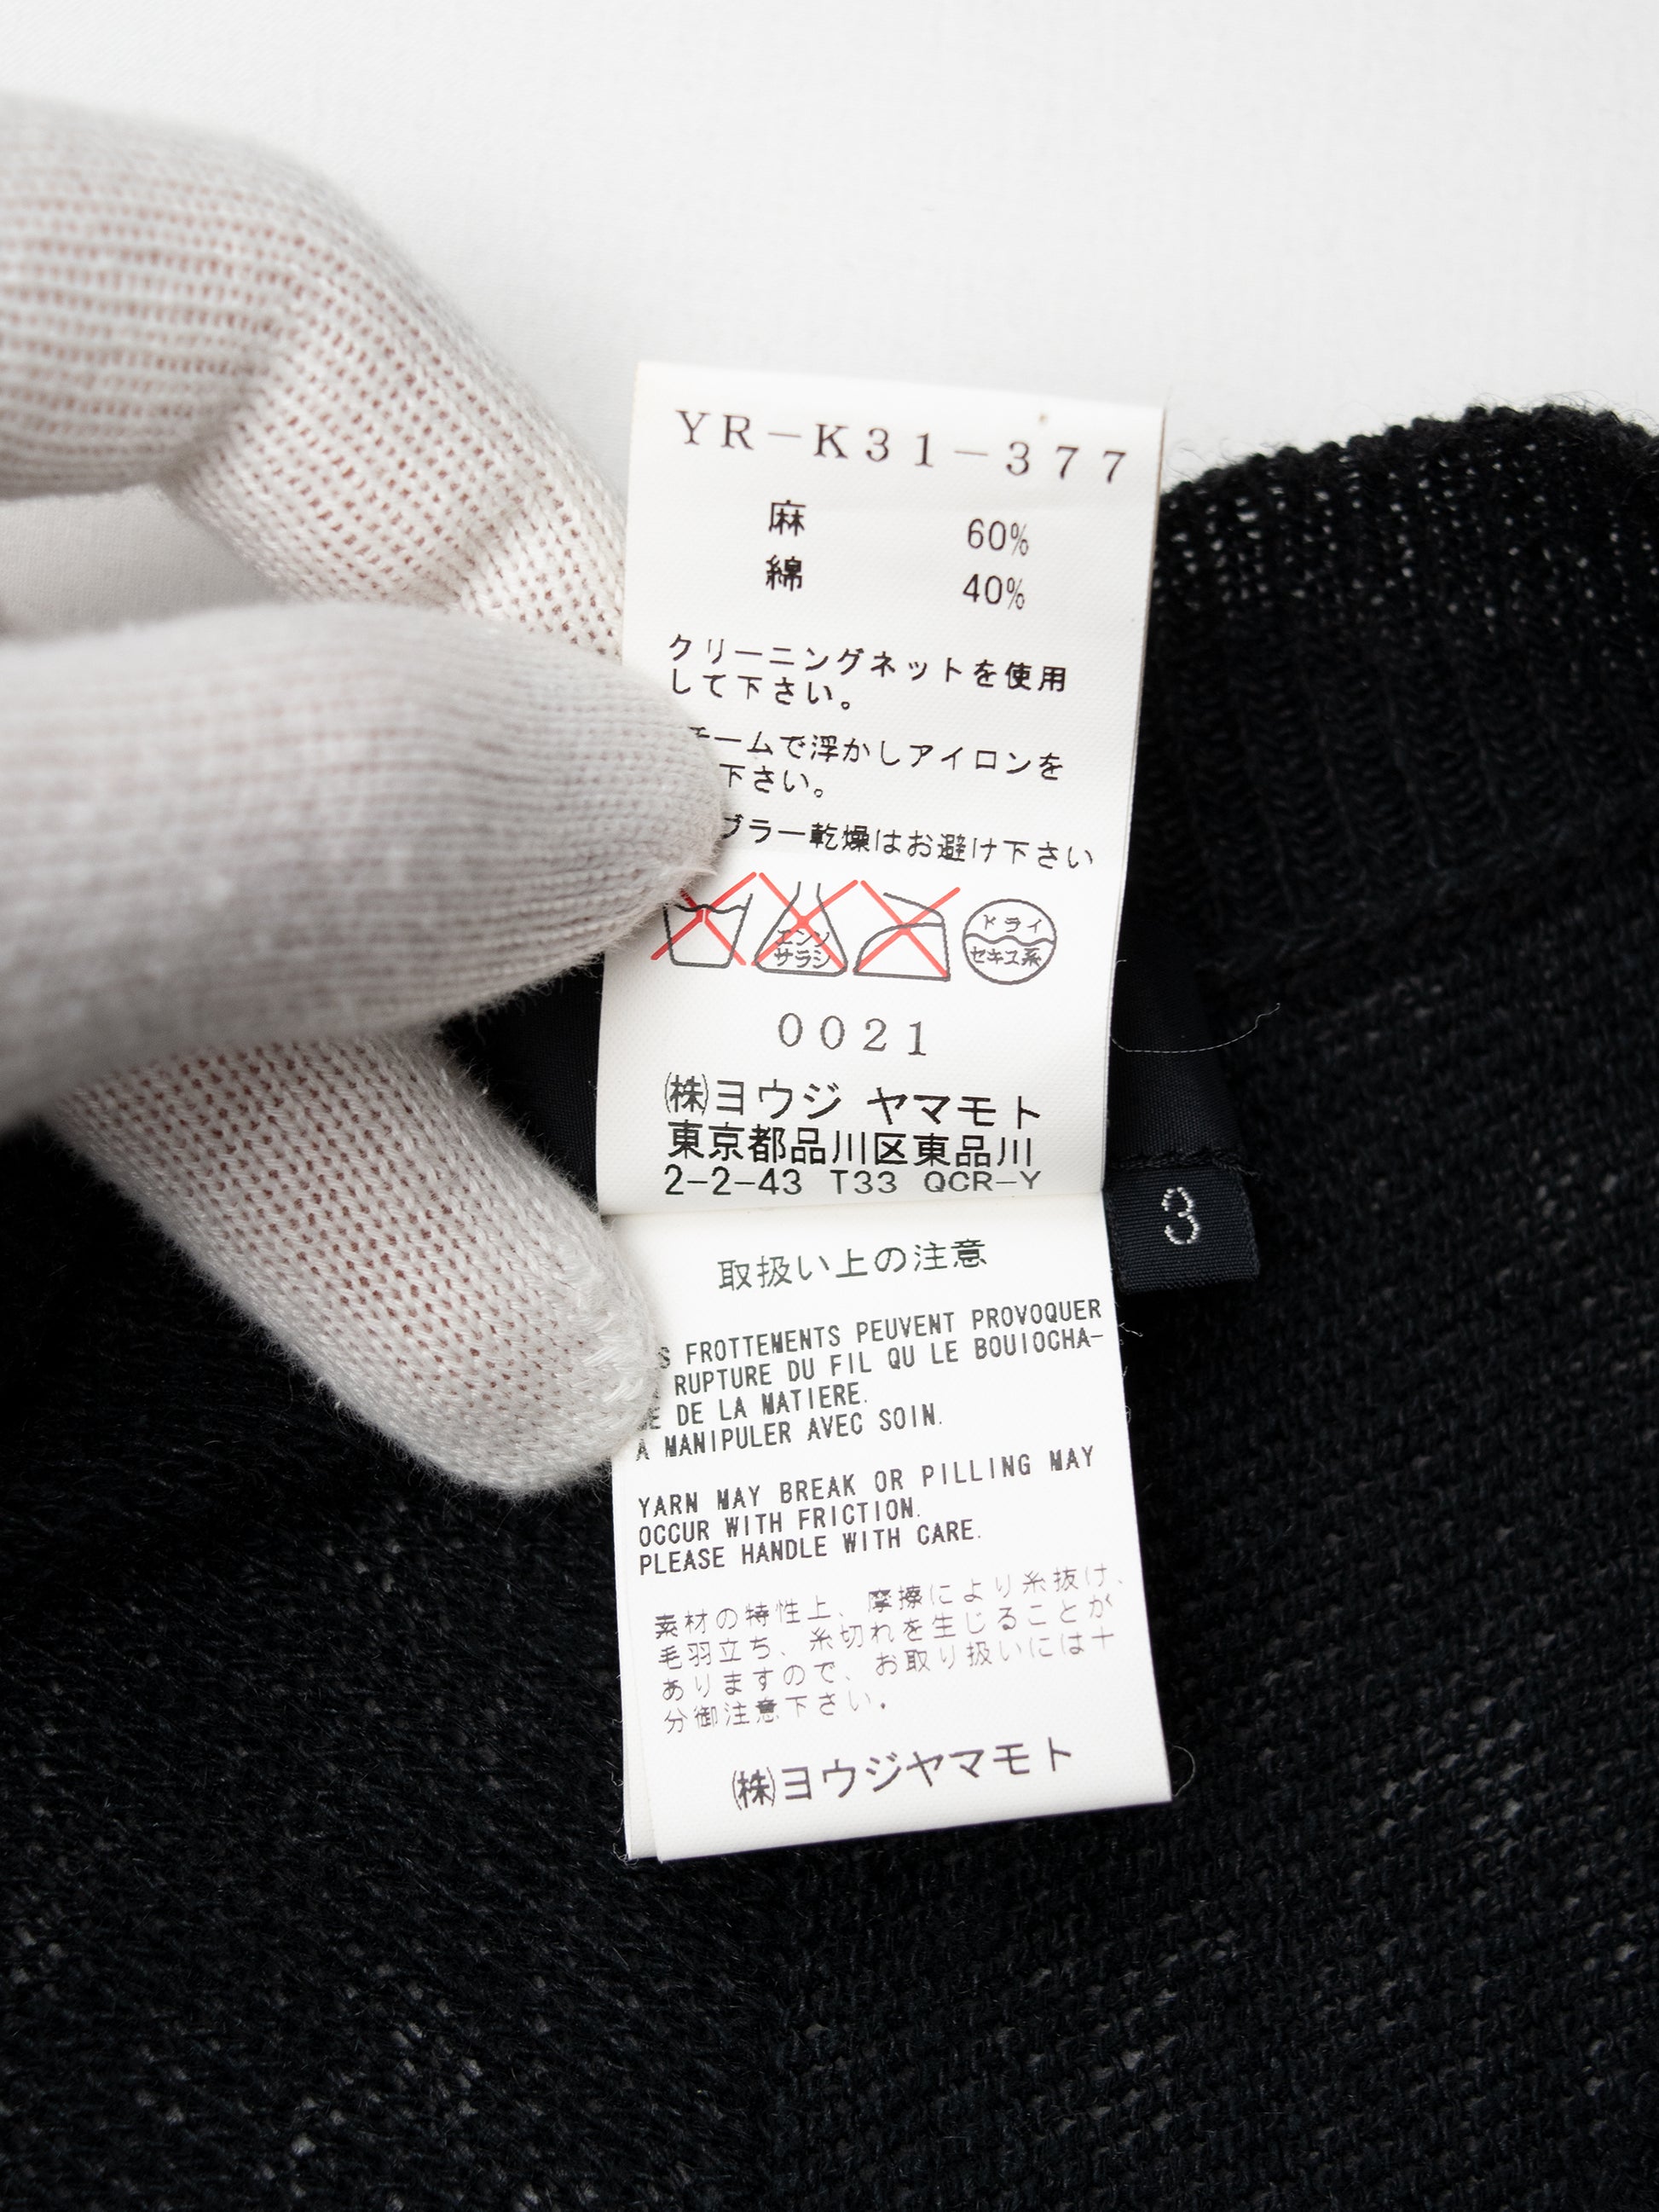 YR-K31-377
麻 60%
綿 40%
クリーニングネットを使用
して下さい。
チームで浮かしアイロンを
下さい。
ブラー乾燥はお避け下さい
エンソ
サラシ
ドライ
セキユ系
0021
㈱ヨウジ ヤマモト
東京都品川区東品川
2-2-43 T33 QCR-Y
3
取扱い上の注意
S FROTTEMENTS PEUVENT PROVOQUER
RUPTURE DU FIL QU LE BOUIOCHA-
E DE LA MATIERE.
A MANIPULER AVEC SOIN.
YARN MAY BREAK OR PILLING MAY
OCCUR WITH FRICTION.
PLEASE HANDLE WITH CARE.
素材の特性上、摩擦により糸抜け、
毛羽立ち、糸切れを生じることが
ありますので、お取り扱いには十
分御注意下さい.
㈱ヨウジヤマモト